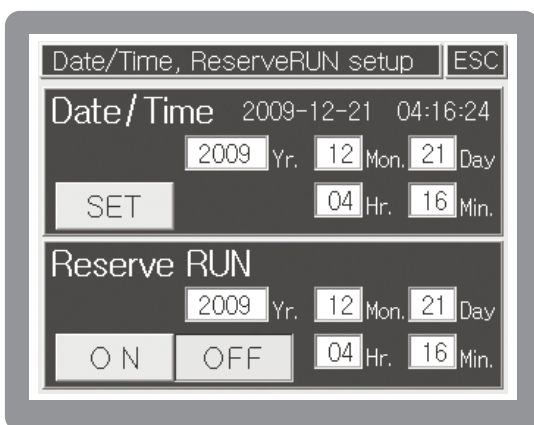 Date/Time, ReserveRUN setup ESC
Date/Time 2009-12-21 04:16:24
2009 Yr. 12 Mon. 21 Day
SET 04 Hr. 16 Min.
Reserve RUN
2009 Yr. 12 Mon. 21 Day
ON OFF 04 Hr. 16 Min.